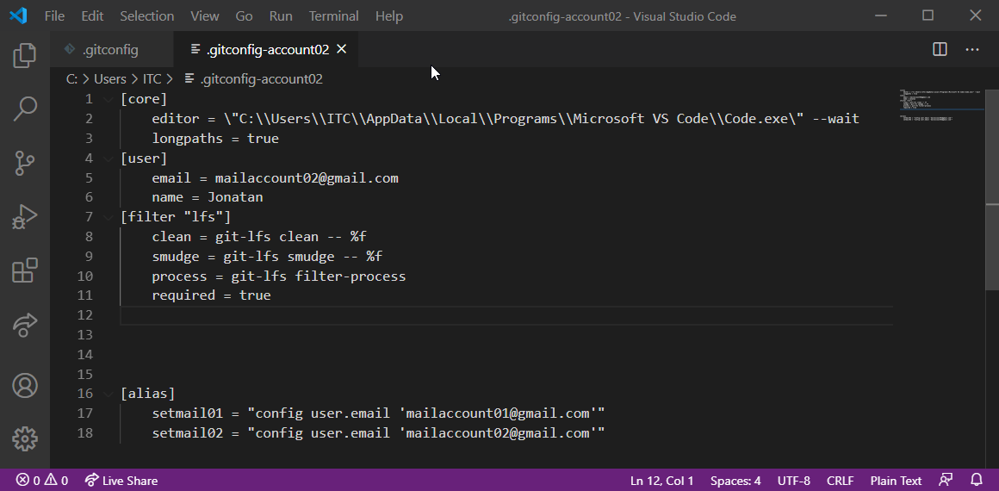 File Edit Selection View Go Run Terminal Help .gitconfig-account02 - Visual Studio Code
.gitconfig .gitconfig-account02
C: > Users > ITC > .gitconfig-account02
1 [core]
2 editor = \"C:\\Users\\ITC\\AppData\\Local\\Programs\\Microsoft VS Code\\Code.exe\" --wait
3 longpaths = true
4 [user]
5 email = mailaccount02@gmail.com
6 name = Jonatan
7 [filter "lfs"]
8 clean = git-lfs clean -- %f
9 smudge = git-lfs smudge -- %f
10 process = git-lfs filter-process
11 required = true
12
13
14
15
16 [alias]
17 setmail01 = "config user.email 'mailaccount01@gmail.com'"
18 setmail02 = "config user.email 'mailaccount02@gmail.com'"
0 0 Live Share Ln 12, Col 1 Spaces: 4 UTF-8 CRLF Plain Text